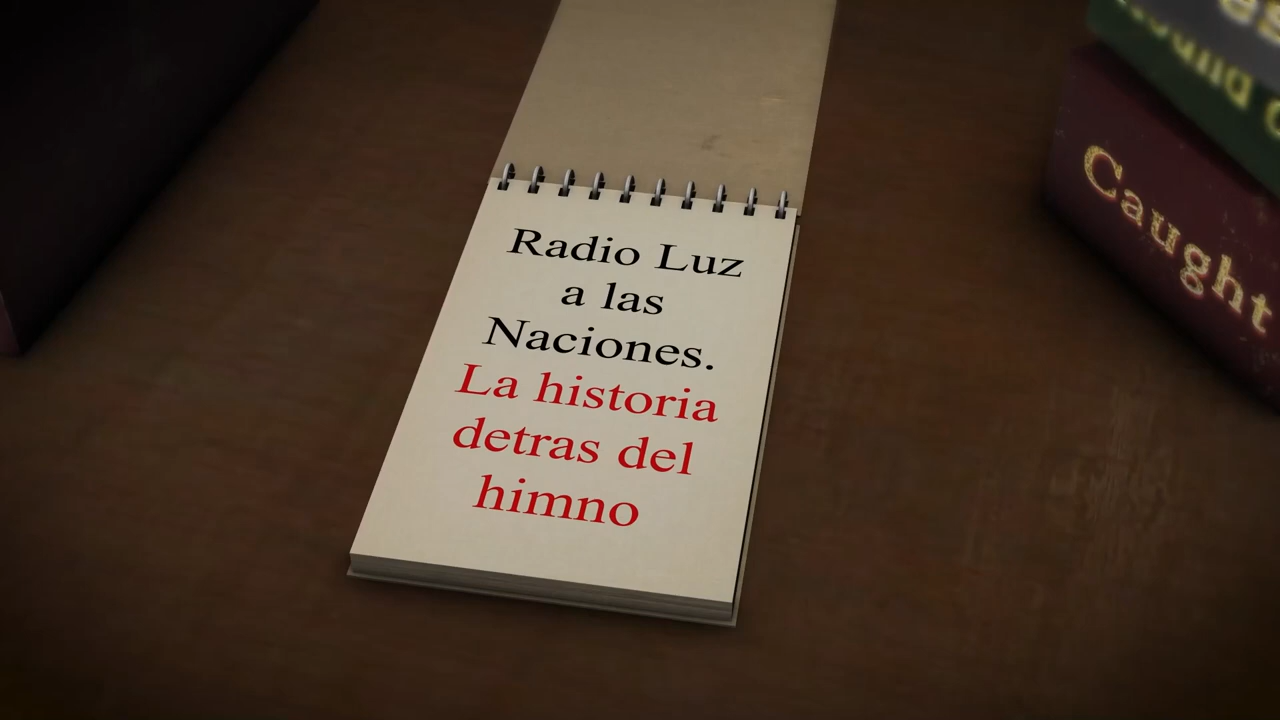 Radio Luz
a las
Naciones.
La historia
detras del
himno
Caught